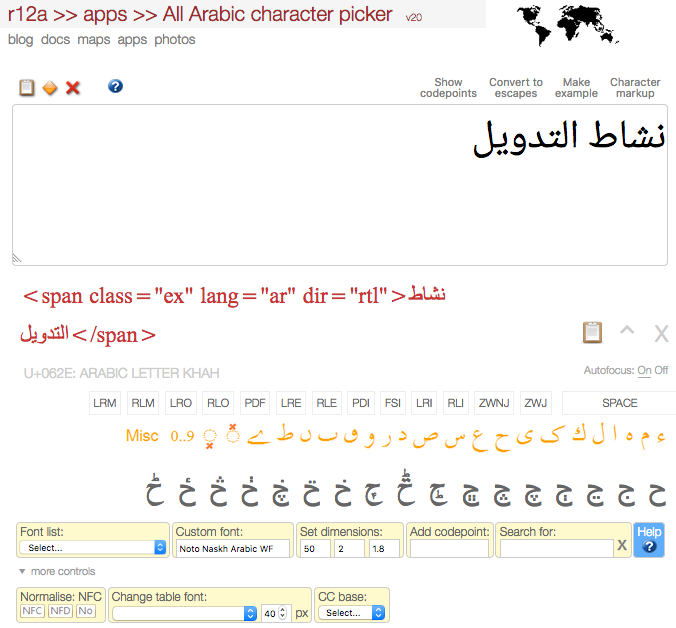 r12a >> apps >> All Arabic character picker v20
blog docs maps apps photos
Show codepoints
Convert to escapes
Make example
Character markup
نشاط التدويل
<span class="ex" lang="ar" dir="rtl">نشاط
التدويل</span>
U+062E: ARABIC LETTER KHAH
Autofocus: On Off
LRM RLM LRO RLO PDF LRE RLE PDI FSI LRI RLI ZWNJ ZWJ SPACE
Misc 0..9
ء م ه ا ل ك ک ی ح ع س ص د ر و ق ب ں ط ے
Font list:
Select...
Custom font:
Noto Naskh Arabic WF
Set dimensions:
50 2 1.8
Add codepoint:
Search for:
X
Help
?
more controls
Normalise: NFC
NFC NFD No
Change table font:
40 px
CC base:
Select...